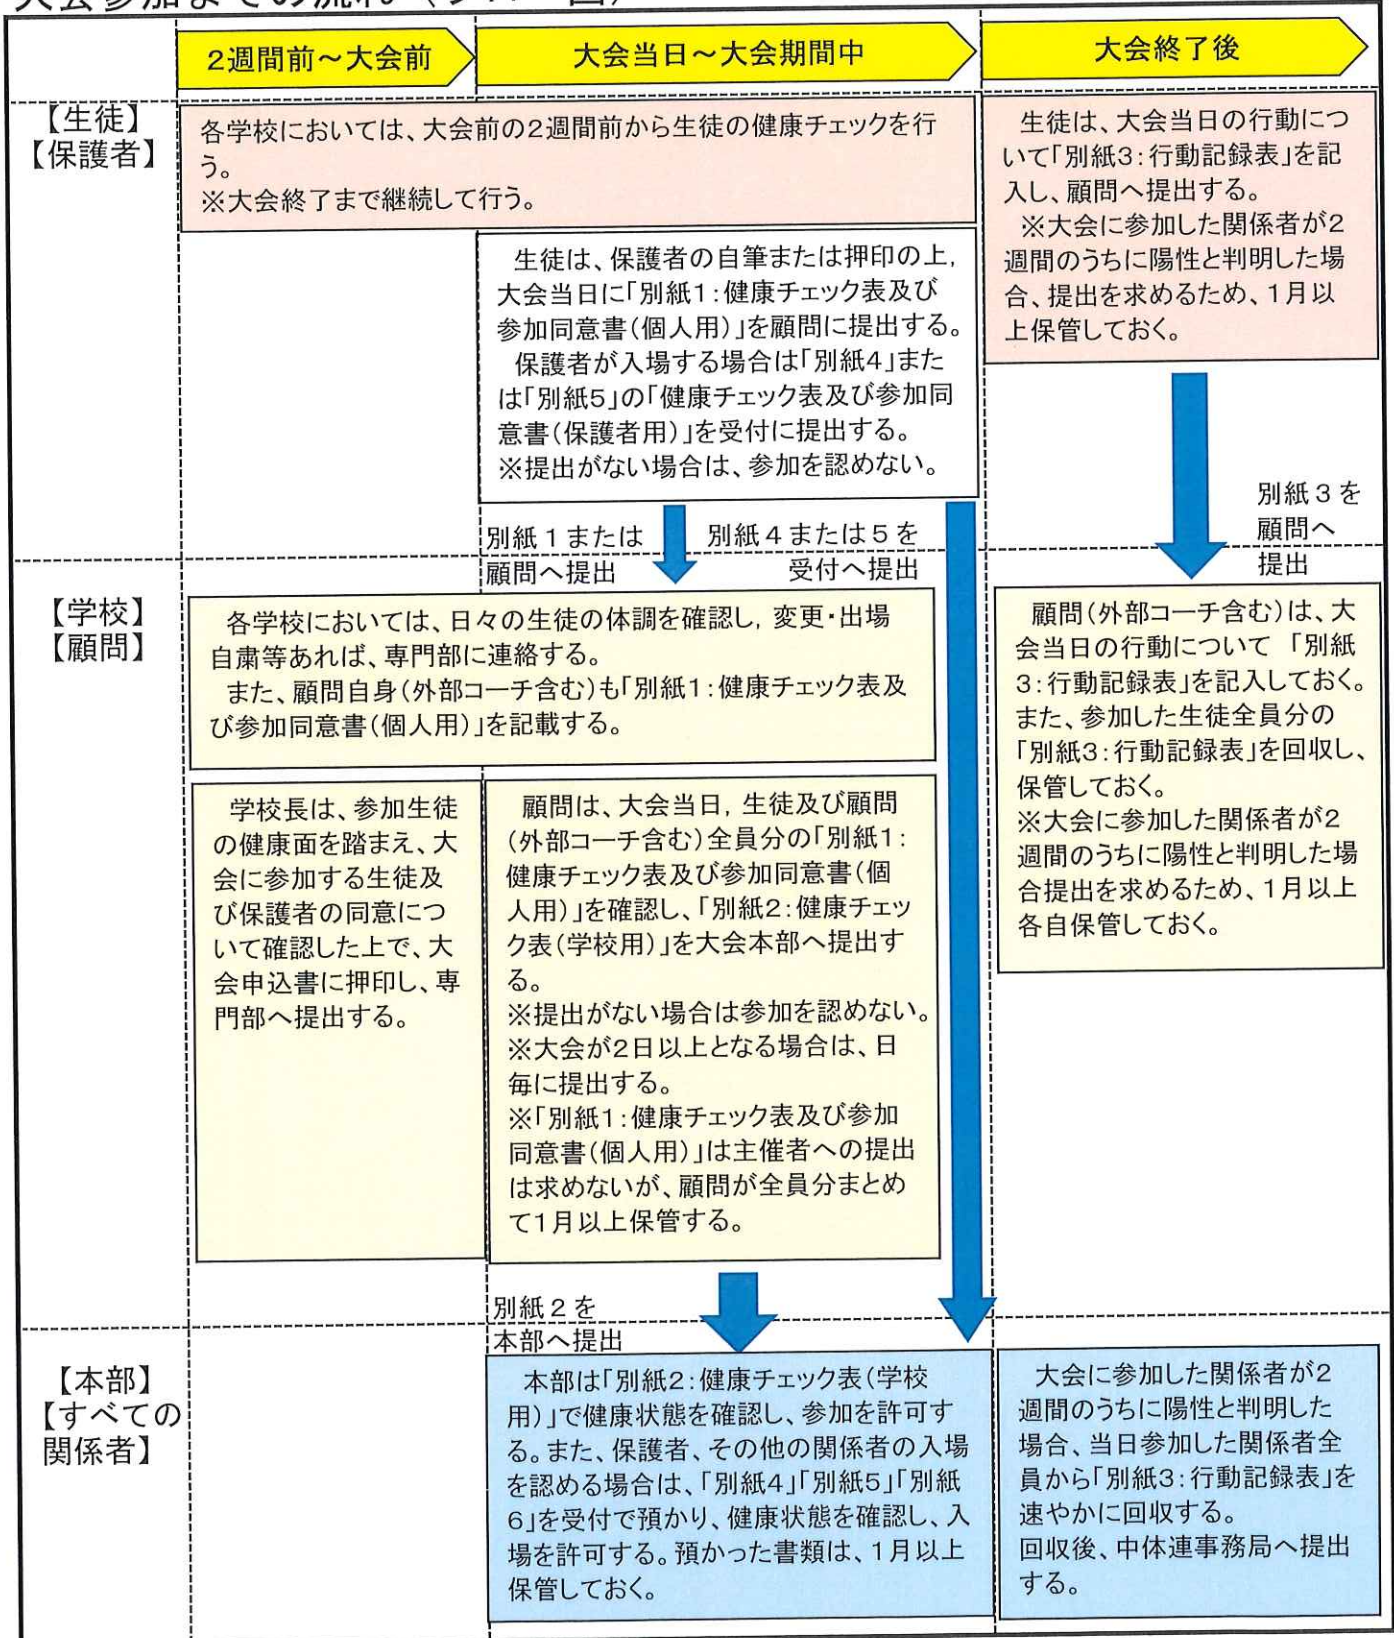 大会参加までの流れ（フロー図）
2週間前～大会前
大会当日～大会期間中
大会終了後
【生徒】
【保護者】
各学校においては、大会前の2週間前から生徒の健康チェックを行
う。
※大会終了まで継続して行う。
生徒は、大会当日の行動につ
いて「別紙3：行動記録表」を記
入し、顧問へ提出する。
※大会に参加した関係者が2
週間のうちに陽性と判明した場
合、提出を求めるため、1月以
上保管しておく。
生徒は、保護者の自筆または押印の上，
大会当日に「別紙1：健康チェック表及び
参加同意書（個人用）」を顧問に提出する。
保護者が入場する場合は「別紙4」また
は「別紙5」の「健康チェック表及び参加同
意書（保護者用）」を受付に提出する。
※提出がない場合は、参加を認めない。
別紙１または
顧問へ提出
別紙４または５を
受付へ提出
別紙３を
顧問へ
提出
【学校】
【顧問】
各学校においては、日々の生徒の体調を確認し，変更・出場
自粛等あれば、専門部に連絡する。
また、顧問自身（外部コーチ含む）も「別紙1：健康チェック表及
び参加同意書（個人用）」を記載する。
学校長は、参加生徒
の健康面を踏まえ、大
会に参加する生徒及
び保護者の同意につ
いて確認した上で、大
会申込書に押印し、専
門部へ提出する。
顧問は、大会当日，生徒及び顧問
（外部コーチ含む）全員分の「別紙1：
健康チェック表及び参加同意書（個
人用）」を確認し、「別紙2：健康チェッ
ク表（学校用）」を大会本部へ提出す
る。
※提出がない場合は参加を認めない。
※大会が2日以上となる場合は、日
毎に提出する。
※「別紙1：健康チェック表及び参加
同意書（個人用）」は主催者への提出
は求めないが、顧問が全員分まとめ
て1月以上保管する。
顧問（外部コーチ含む）は、大
会当日の行動について 「別紙
3：行動記録表」を記入しておく。
また、参加した生徒全員分の
「別紙3：行動記録表」を回収し、
保管しておく。
※大会に参加した関係者が2
週間のうちに陽性と判明した場
合提出を求めるため、1月以上
各自保管しておく。
別紙２を
本部へ提出
【本部】
【すべての
関係者】
本部は「別紙2：健康チェック表（学校
用）」で健康状態を確認し、参加を許可す
る。また、保護者、その他の関係者の入場
を認める場合は、「別紙4」「別紙5」「別紙
6」を受付で預かり、健康状態を確認し、入
場を許可する。預かった書類は、1月以上
保管しておく。
大会に参加した関係者が2
週間のうちに陽性と判明した
場合、当日参加した関係者全
員から「別紙3：行動記録表」を
速やかに回収する。
回収後、中体連事務局へ提出
する。